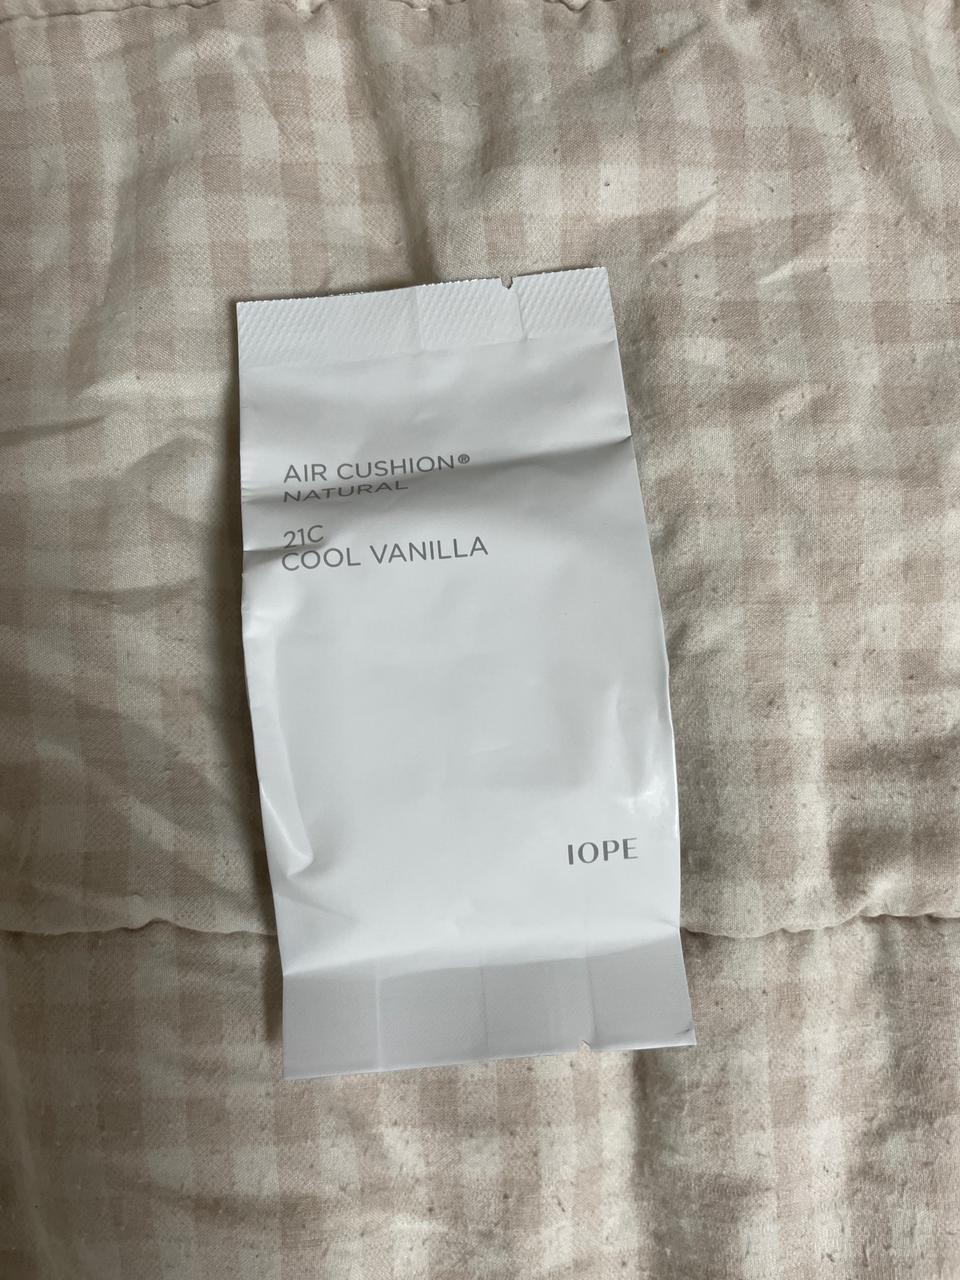 AIR CUSHION®
NATURAL
21C
COOL VANILLA
IOPE